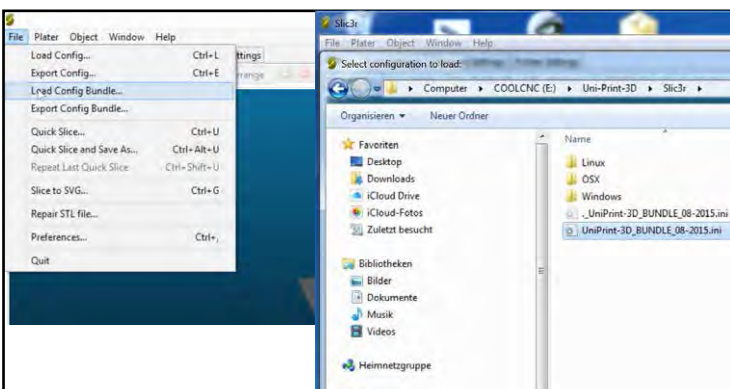 File Plater Object Window Help
Load Config... Ctrl+L
Export Config... Ctrl+E
Load Config Bundle...
Export Config Bundle...
Quick Slice... Ctrl+U
Quick Slice and Save As... Ctrl+Alt+U
Repeat Last Quick Slice Ctrl+Shift+U
Slice to SVG... Ctrl+G
Repair STL file...
Preferences... Ctrl+,
Quit
ttings
range
Slic3r
File Plater Object Window Help
Select configuration to load:
Computer COOLCNC (E:) Uni-Print-3D Slic3r
Organisieren Neuer Ordner
Favoriten
Desktop
Downloads
iCloud Drive
iCloud-Fotos
Zuletzt besucht
Bibliotheken
Bilder
Dokumente
Musik
Videos
Heimnetzgruppe
Name
Linux
OSX
Windows
._UniPrint-3D_BUNDLE_08-2015.ini
UniPrint-3D_BUNDLE_08-2015.ini